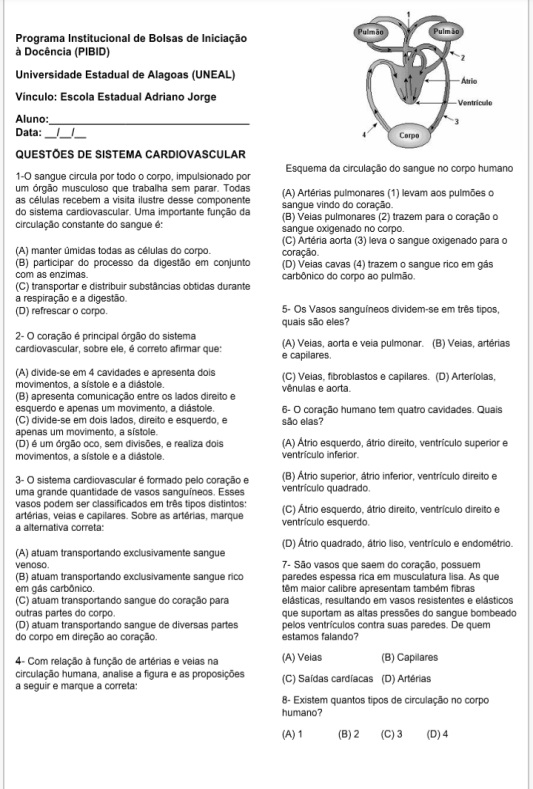 Programa Institucional de Bolsas de Iniciação
à Docência (PIBID)
Universidade Estadual de Alagoas (UNEAL)
Vínculo: Escola Estadual Adriano Jorge
Aluno:____________________________________
Data: __/__/__
QUESTÕES DE SISTEMA CARDIOVASCULAR
1-O sangue circula por todo o corpo, impulsionado por
um órgão musculoso que trabalha sem parar. Todas
as células recebem a visita ilustre desse componente
do sistema cardiovascular. Uma importante função da
circulação constante do sangue é:
(A) manter úmidas todas as células do corpo.
(B) participar do processo da digestão em conjunto
com as enzimas.
(C) transportar e distribuir substâncias obtidas durante
a respiração e a digestão.
(D) refrescar o corpo.
2- O coração é principal órgão do sistema
cardiovascular, sobre ele, é correto afirmar que:
(A) divide-se em 4 cavidades e apresenta dois
movimentos, a sístole e a diástole.
(B) apresenta comunicação entre os lados direito e
esquerdo e apenas um movimento, a diástole.
(C) divide-se em dois lados, direito e esquerdo, e
apenas um movimento, a sístole.
(D) é um órgão oco, sem divisões, e realiza dois
movimentos, a sístole e a diástole.
3- O sistema cardiovascular é formado pelo coração e
uma grande quantidade de vasos sanguíneos. Esses
vasos podem ser classificados em três tipos distintos:
artérias, veias e capilares. Sobre as artérias, marque
a alternativa correta:
(A) atuam transportando exclusivamente sangue
venoso.
(B) atuam transportando exclusivamente sangue rico
em gás carbônico.
(C) atuam transportando sangue do coração para
outras partes do corpo.
(D) atuam transportando sangue de diversas partes
do corpo em direção ao coração.
4- Com relação à função de artérias e veias na
circulação humana, analise a figura e as proposições
a seguir e marque a correta:
1
Pulmão
Pulmão
2
Átrio
Ventrículo
3
4
Corpo
Esquema da circulação do sangue no corpo humano
(A) Artérias pulmonares (1) levam aos pulmões o
sangue vindo do coração.
(B) Veias pulmonares (2) trazem para o coração o
sangue oxigenado no corpo.
(C) Artéria aorta (3) leva o sangue oxigenado para o
coração.
(D) Veias cavas (4) trazem o sangue rico em gás
carbônico do corpo ao pulmão.
5- Os Vasos sanguíneos dividem-se em três tipos,
quais são eles?
(A) Veias, aorta e veia pulmonar. (B) Veias, artérias
e capilares.
(C) Veias, fibroblastos e capilares. (D) Arteríolas,
vênulas e aorta.
6- O coração humano tem quatro cavidades. Quais
são elas?
(A) Átrio esquerdo, átrio direito, ventrículo superior e
ventrículo inferior.
(B) Átrio superior, átrio inferior, ventrículo direito e
ventrículo quadrado.
(C) Átrio esquerdo, átrio direito, ventrículo direito e
ventrículo esquerdo.
(D) Átrio quadrado, átrio liso, ventrículo e endométrio.
7- São vasos que saem do coração, possuem
paredes espessa rica em musculatura lisa. As que
têm maior calibre apresentam também fibras
elásticas, resultando em vasos resistentes e elásticos
que suportam as altas pressões do sangue bombeado
pelos ventrículos contra suas paredes. De quem
estamos falando?
(A) Veias (B) Capilares
(C) Saídas cardíacas (D) Artérias
8- Existem quantos tipos de circulação no corpo
humano?
(A) 1 (B) 2 (C) 3 (D) 4